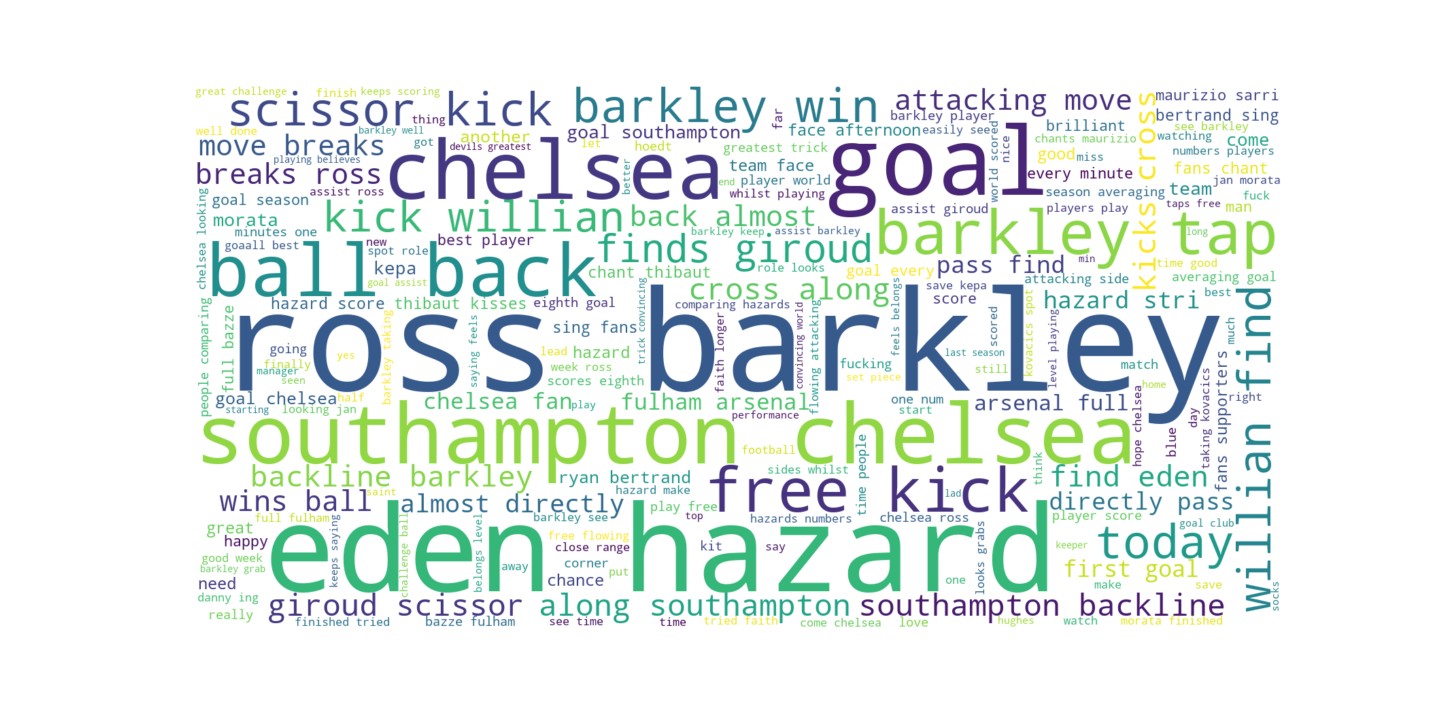 great challenge
finish
keeps scoring
scissor kick
thing
barkley win
far
attacking move
kicks cross
maurizio sarri
bertrand sing
well done
barkley well
got
another
devils greatest
let
goal southampton
hoedt
face afternoon
barkley player
easily see
world scored
nice
brilliant
chants maurizio
see barkley
watching
come
move breaks
playing believes
chelsea
better
greatest trick
team face
goal
good
miss
numbers players
fans chant
every minute
breaks ross
assist ross
end
player world
whilst playing
season averaging
team
jan morata
fuck
chelsea looking
goal season
morata
minutes one
kick willian
back almost
barkley keep
assist barkley
assist giroud
players play
taps free
man
barkley tap
long
goaall best
new
spot role
best player
finds giroud
ball back
kepa
goal assist
chant thibaut
role looks
goal every
pass find
min
time good
attacking side
averaging goal
cross along
save kepa
score
hazard stri
best
people comparing
full bazze
hazard score
thibaut kisses
eighth goal
comparing hazards
sing fans
trick convincing
convincing world
flowing attacking
feels belongs
scored
kovacics spot
level playing
much
willian find
ross barkley
going
finally
manager
seen
yes
barkley taking
saying feels
lead
hazard
week ross
scores eighth
faith longer
fucking
last season
still
set piece
match
home
right
goal chelsea
half
starting
looking jan
chelsea fan
play
fulham arsenal
performance
one num
start
arsenal full
hope chelsea
blue
day
taking kovacics
fans supporters
southampton chelsea
football
think
backline barkley
ryan bertrand
sides whilst
time people
find eden
saint
hazard make
free kick
lad
wins ball
almost directly
play free
top
directly pass
player score
great
full fulham
keeps saying
challenge ball
belongs level
barkley see
free flowing
hazards numbers
chelsea ross
goal club
happy
eden hazard
close range
kit
say
looks grabs
keeper
today
good week
barkley grab
away
corner
chance
put
one
first goal
need
make
save
socks
danny ing
really
giroud scissor
along southampton
southampton backline
finished tried
bazze fulham
see time
time
tried faith
come chelsea
love
hughes
watch
morata finished